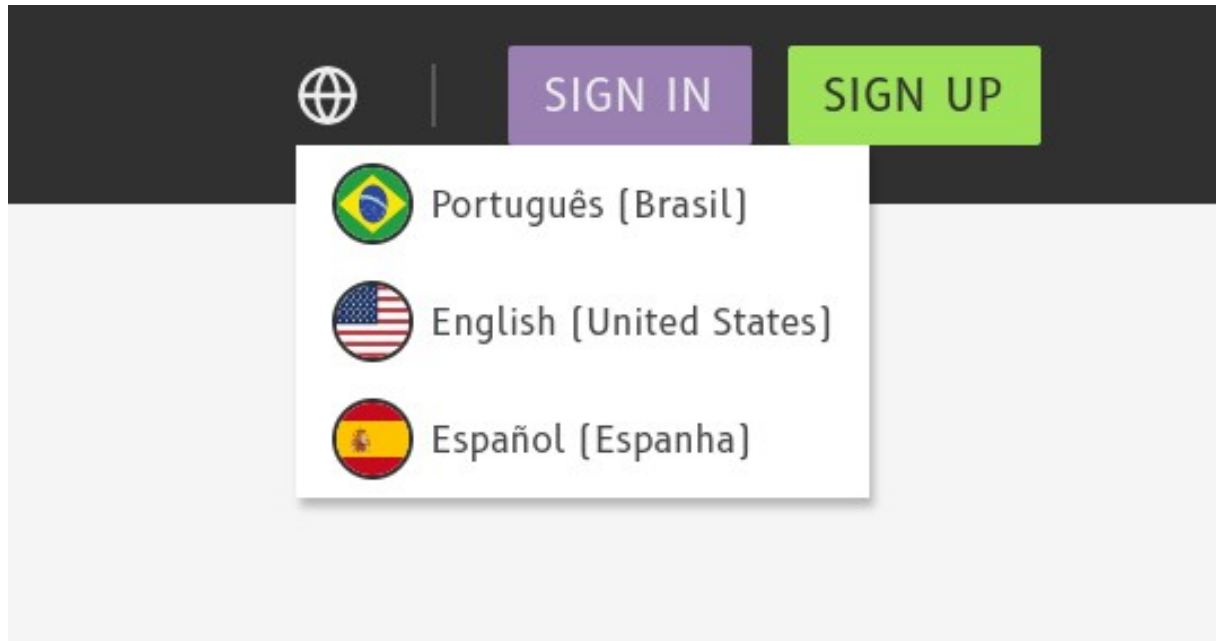 SIGN IN
SIGN UP
Português (Brasil)
English (United States)
Español (Espanha)